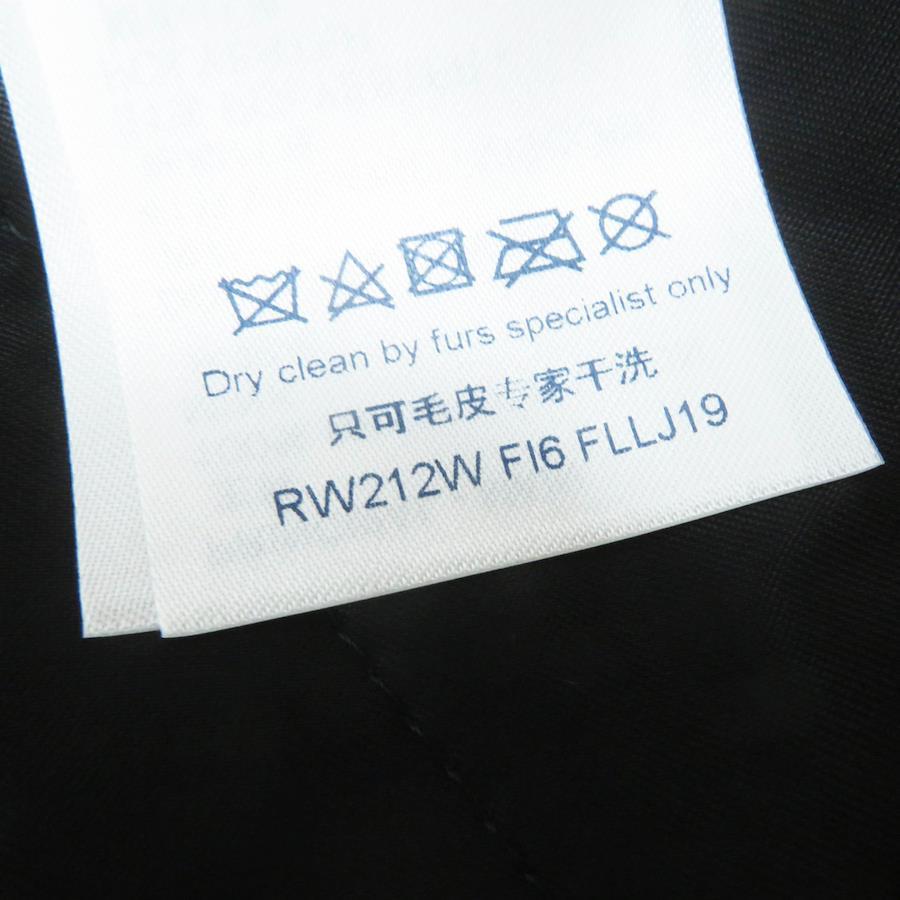 Dry clean by furs specialist only
只可毛皮专家干洗
RW212W FI6 FLLJ19